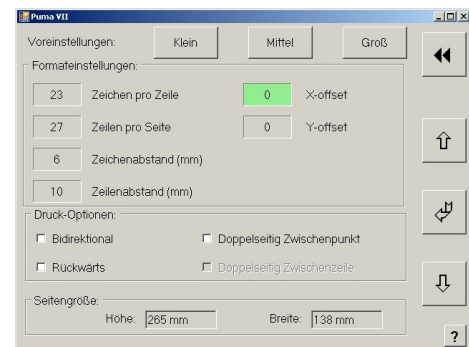 Puma VII
Voreinstellungen: Klein Mittel Groß
Formateinstellungen:
23 Zeichen pro Zeile 0 X-offset
27 Zeilen pro Seite 0 Y-offset
6 Zeichenabstand (mm)
10 Zeilenabstand (mm)
Druck-Optionen:
Bidirektional Doppelseitig Zwischenpunkt
Rückwärts Doppelseitig Zwischenzeile
Seitengröße:
Höhe: 265 mm Breite: 138 mm
?